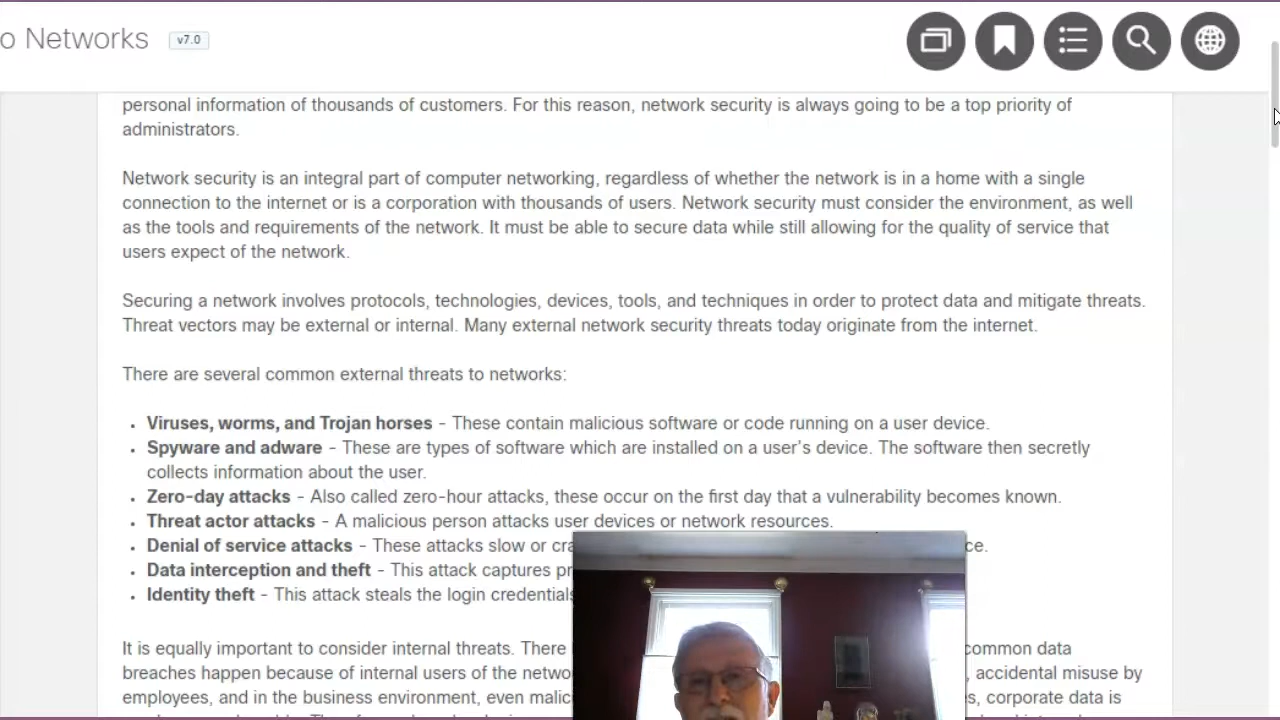 o Networks v7.0
personal information of thousands of customers. For this reason, network security is always going to be a top priority of
administrators.
Network security is an integral part of computer networking, regardless of whether the network is in a home with a single
connection to the internet or is a corporation with thousands of users. Network security must consider the environment, as well
as the tools and requirements of the network. It must be able to secure data while still allowing for the quality of service that
users expect of the network.
Securing a network involves protocols, technologies, devices, tools, and techniques in order to protect data and mitigate threats.
Threat vectors may be external or internal. Many external network security threats today originate from the internet.
There are several common external threats to networks:
• Viruses, worms, and Trojan horses - These contain malicious software or code running on a user device.
• Spyware and adware - These are types of software which are installed on a user's device. The software then secretly
collects information about the user.
• Zero-day attacks - Also called zero-hour attacks, these occur on the first day that a vulnerability becomes known.
• Threat actor attacks - A malicious person attacks user devices or network resources.
• Denial of service attacks - These attacks slow or cra ce.
• Data interception and theft - This attack captures pr
• Identity theft - This attack steals the login credentials
It is equally important to consider internal threats. There common data
breaches happen because of internal users of the netwo , accidental misuse by
employees, and in the business environment, even malic s, corporate data is